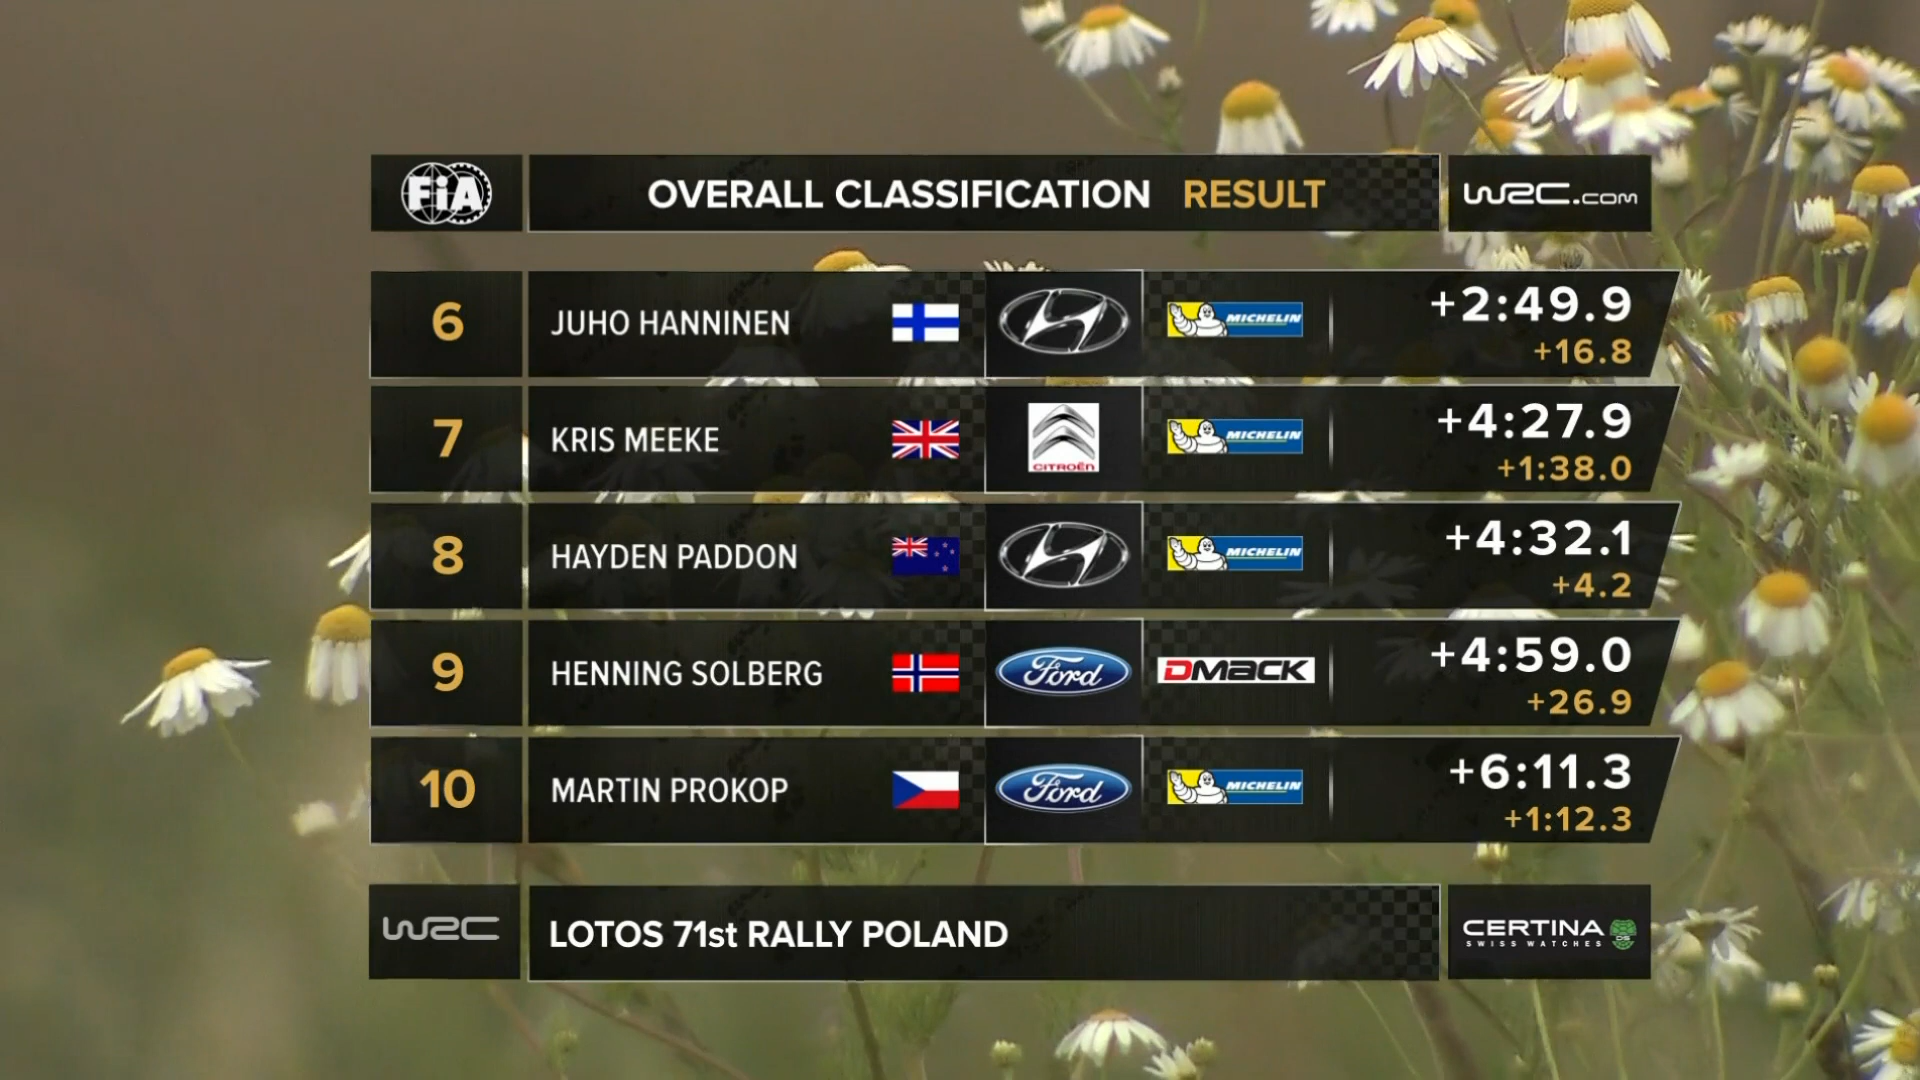 FiA
OVERALL CLASSIFICATION RESULT
WRC.com
6 JUHO HANNINEN MICHELIN +2:49.9
+16.8
7 KRIS MEEKE CITROËN MICHELIN +4:27.9
+1:38.0
8 HAYDEN PADDON MICHELIN +4:32.1
+4.2
9 HENNING SOLBERG Ford DMACK +4:59.0
+26.9
10 MARTIN PROKOP Ford MICHELIN +6:11.3
+1:12.3
WRC
LOTOS 71st RALLY POLAND
CERTINA DS
SWISS WATCHES